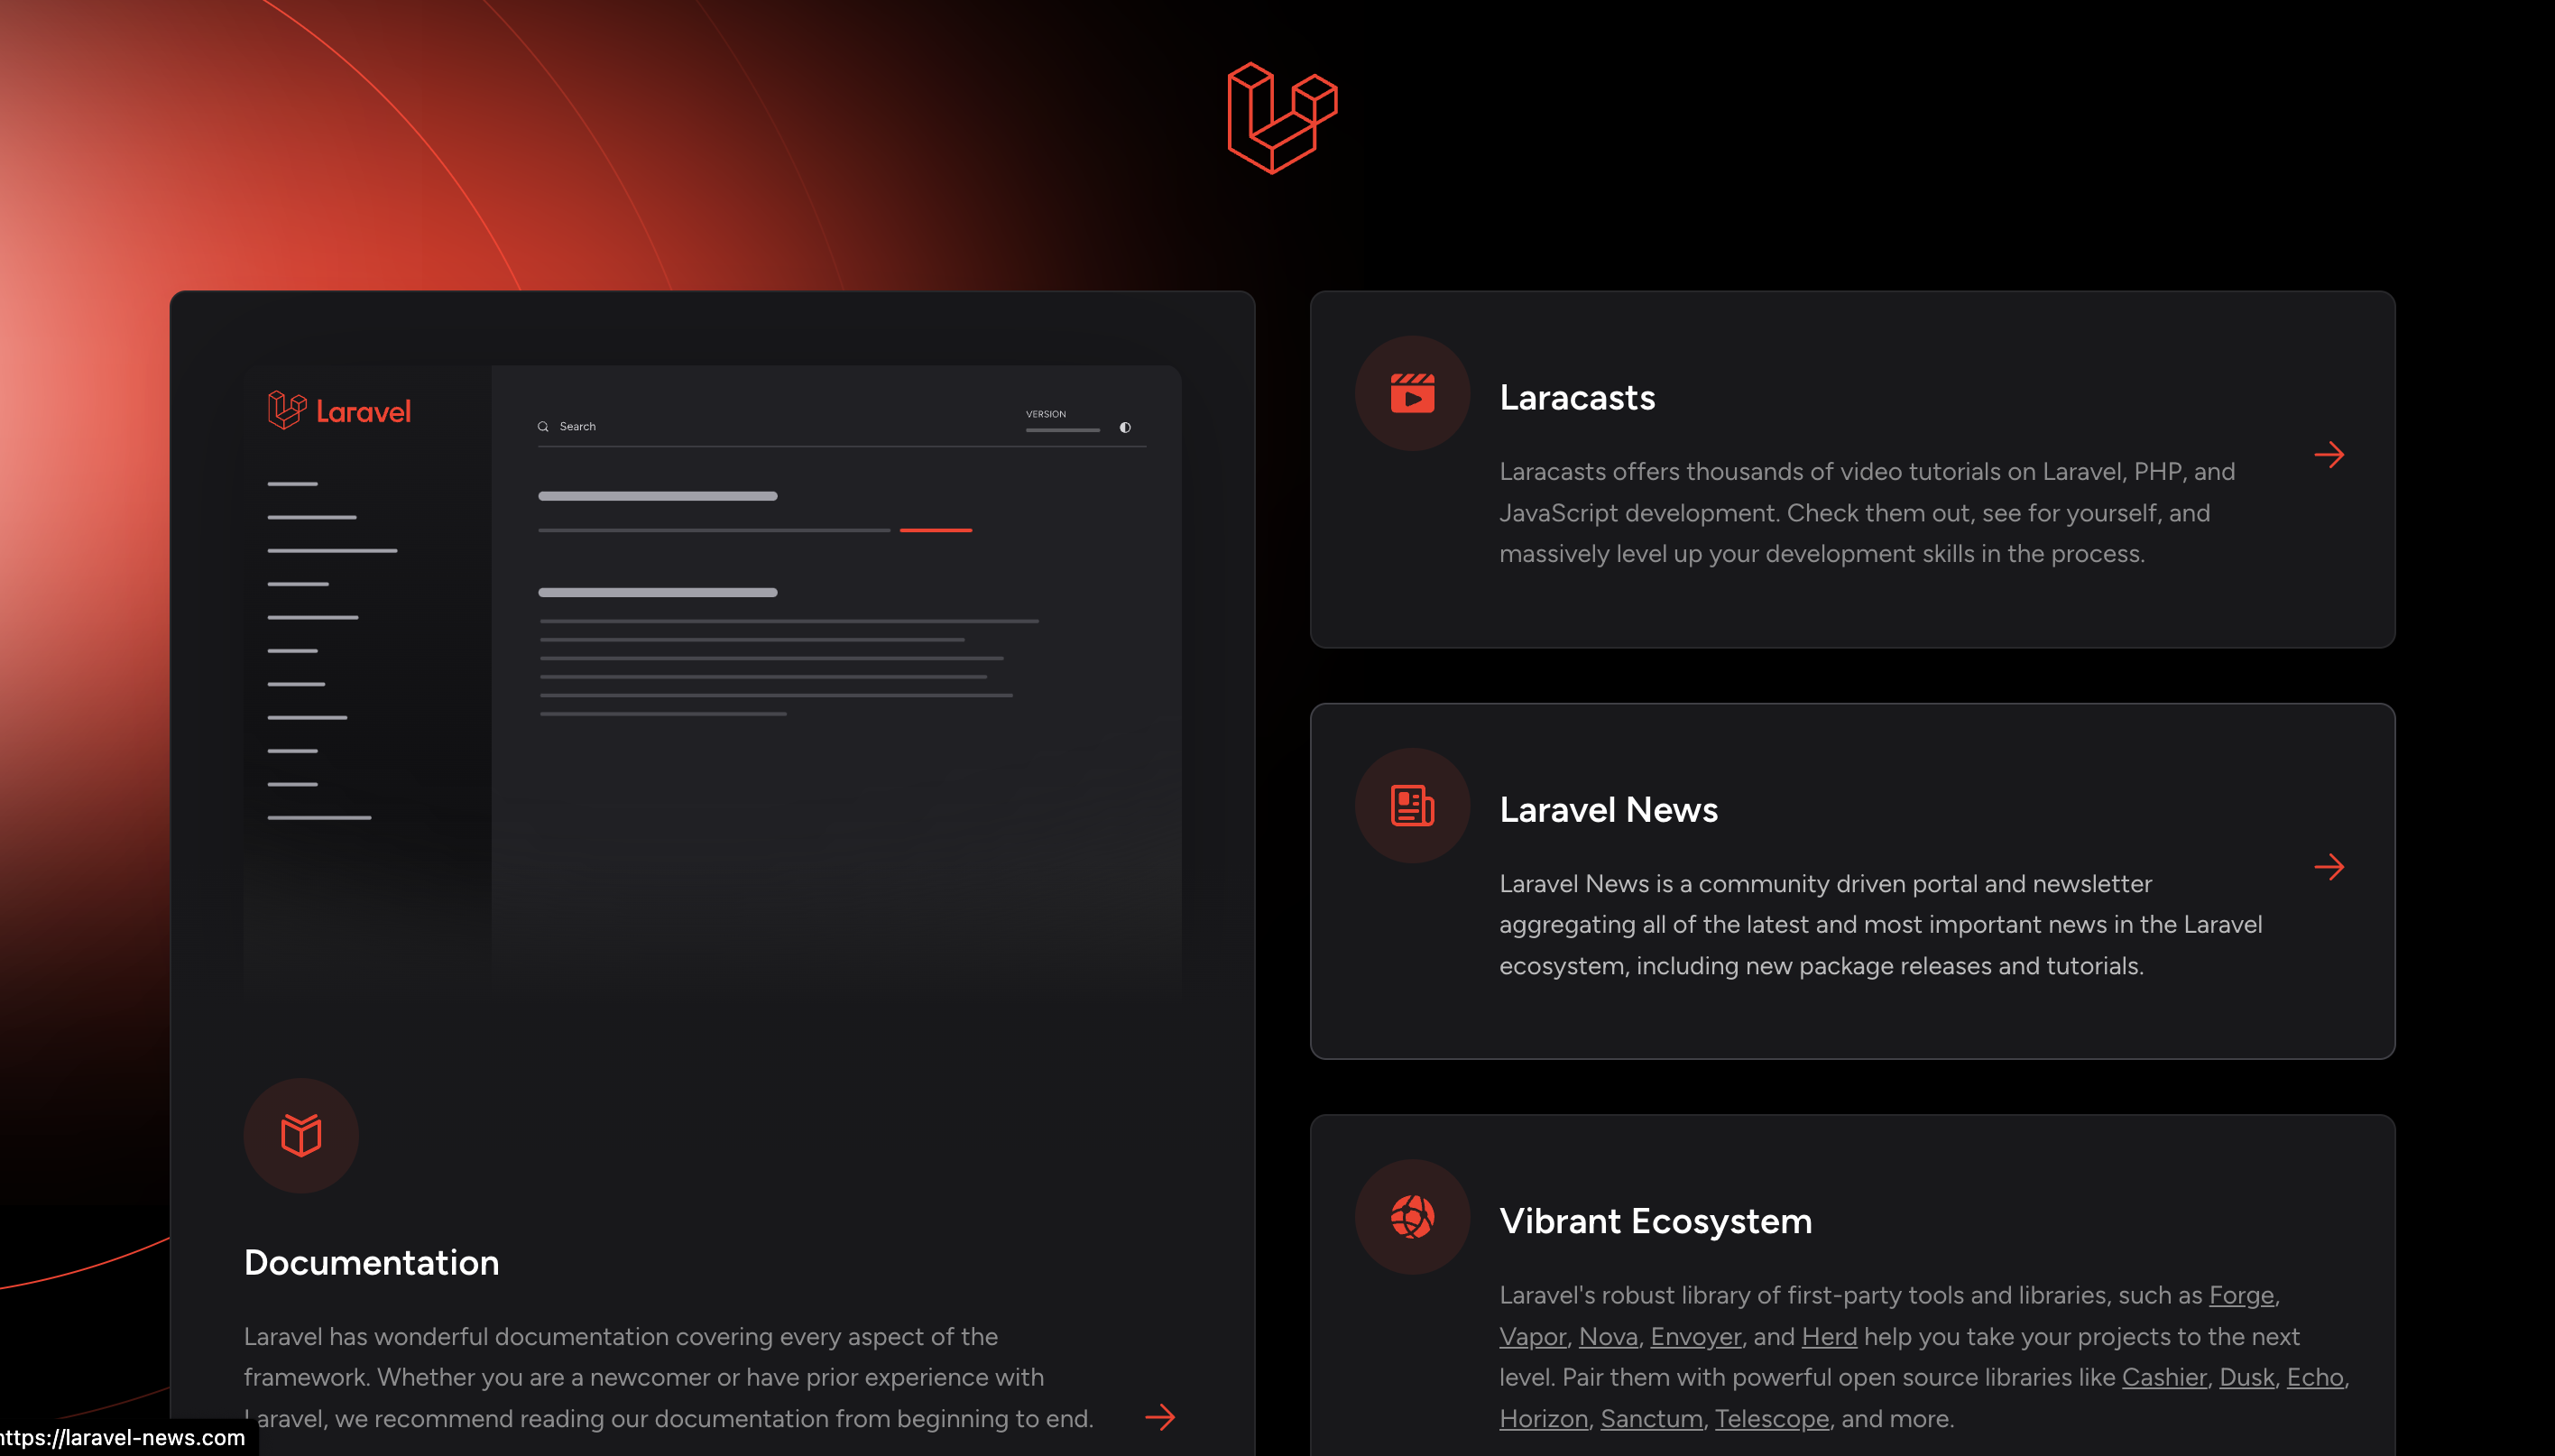 Laravel
Search
VERSION
Documentation
Laravel has wonderful documentation covering every aspect of the
framework. Whether you are a newcomer or have prior experience with
Laravel, we recommend reading our documentation from beginning to end.
Laracasts
Laracasts offers thousands of video tutorials on Laravel, PHP, and
JavaScript development. Check them out, see for yourself, and
massively level up your development skills in the process.
Laravel News
Laravel News is a community driven portal and newsletter
aggregating all of the latest and most important news in the Laravel
ecosystem, including new package releases and tutorials.
Vibrant Ecosystem
Laravel's robust library of first-party tools and libraries, such as Forge,
Vapor, Nova, Envoyer, and Herd help you take your projects to the next
level. Pair them with powerful open source libraries like Cashier, Dusk, Echo,
Horizon, Sanctum, Telescope, and more.
https://laravel-news.com